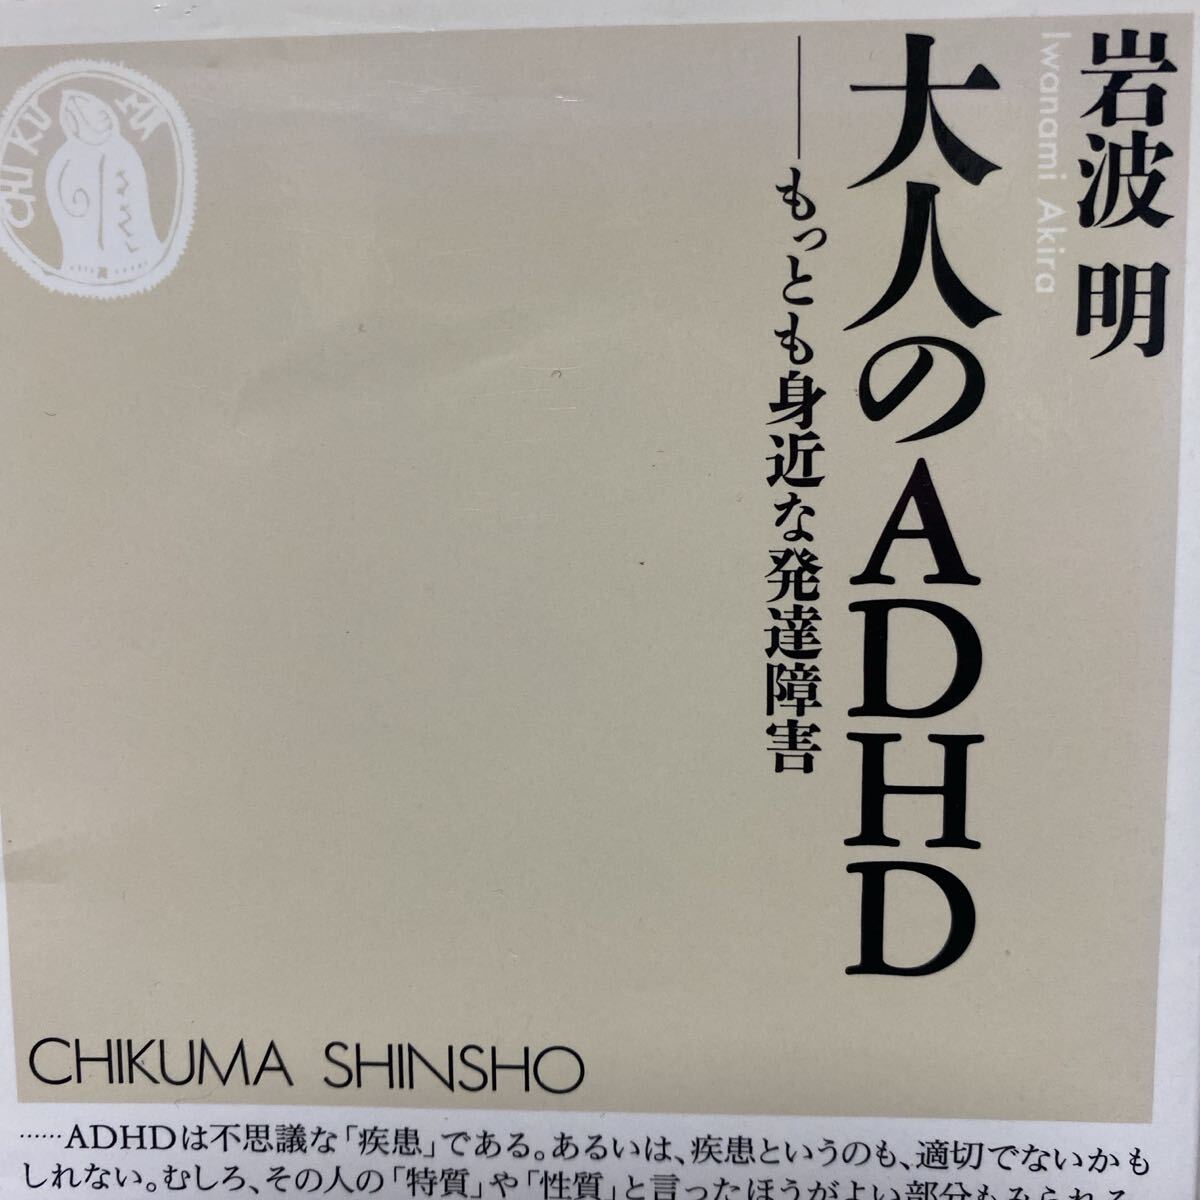 岩波 明
Iwanami Akira
大人のADHD
──もっとも身近な発達障害
CHIKUMA
CHIKUMA SHINSHO
……ADHDは不思議な「疾患」である。あるいは、疾患というのも、適切でないかも
しれない。むしろ、その人の「特質」や「性質」と言ったほうがよい部分もみられる。